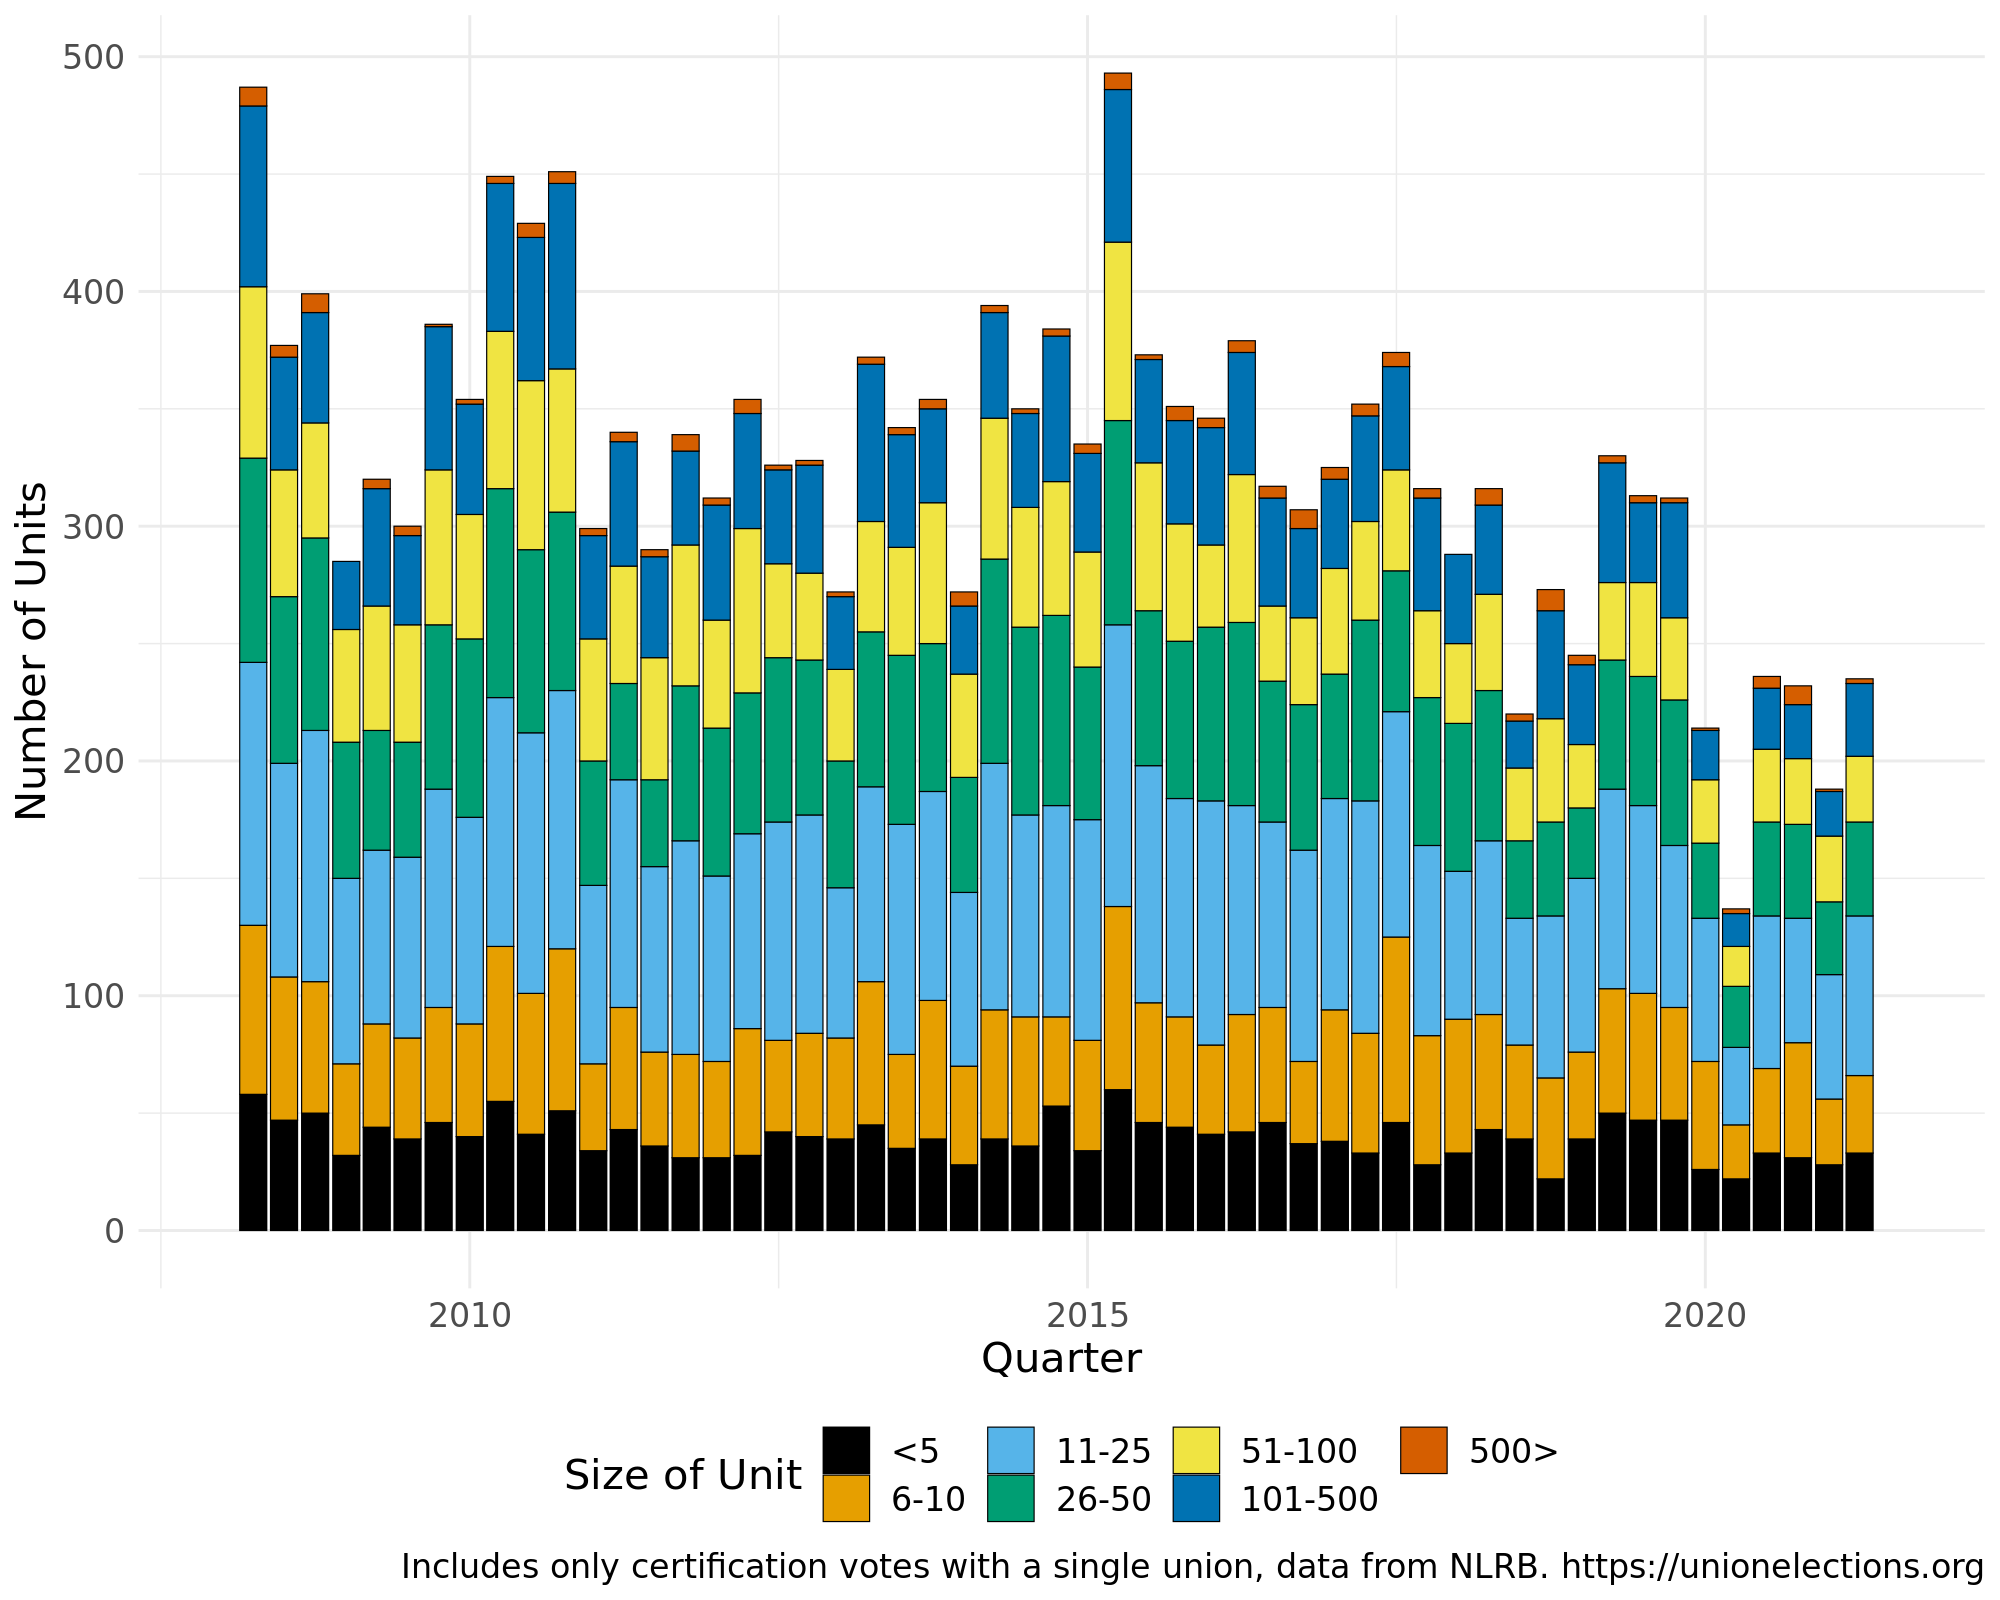 500
400
300
200
100
0
Number of Units
2010 2015 2020
Quarter
Size of Unit
<5 11-25 51-100 500>
6-10 26-50 101-500
Includes only certification votes with a single union, data from NLRB. https://unionelections.org